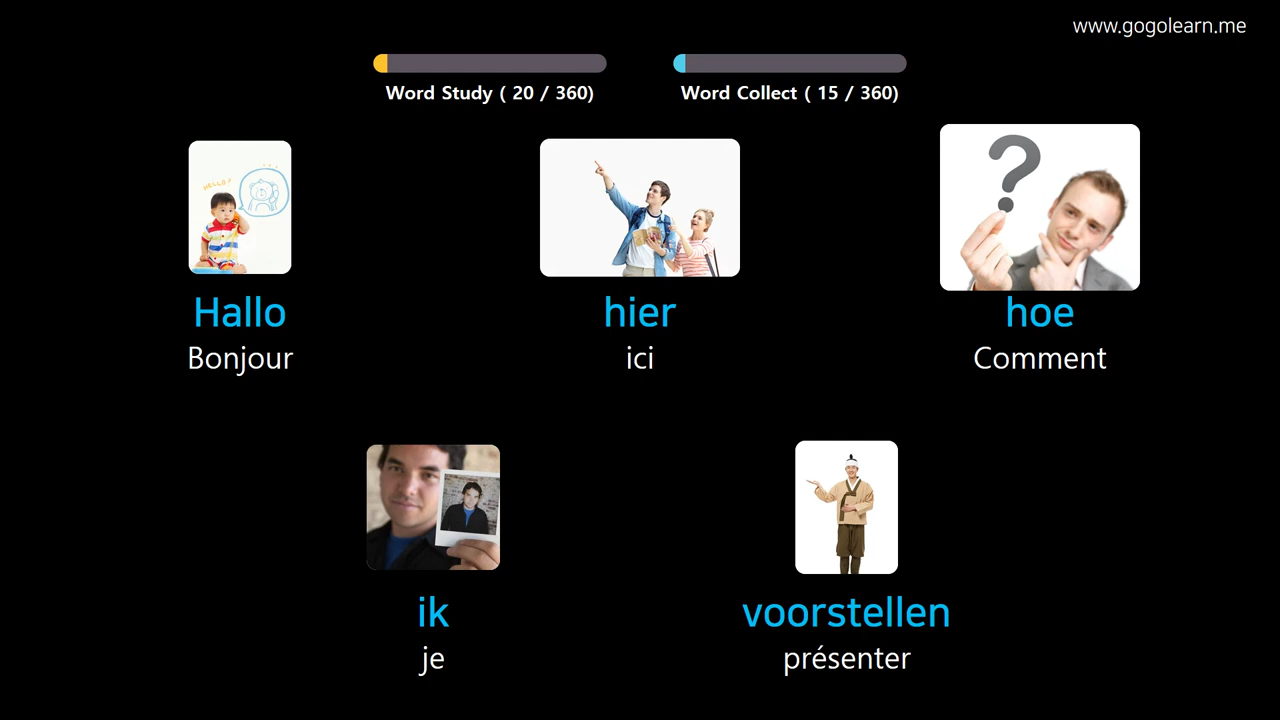 www.gogolearn.me
Word Study ( 20 / 360)
Word Collect ( 15 / 360)
HELLO?
Hallo
Bonjour
hier
ici
hoe
Comment
?
ik
je
voorstellen
présenter